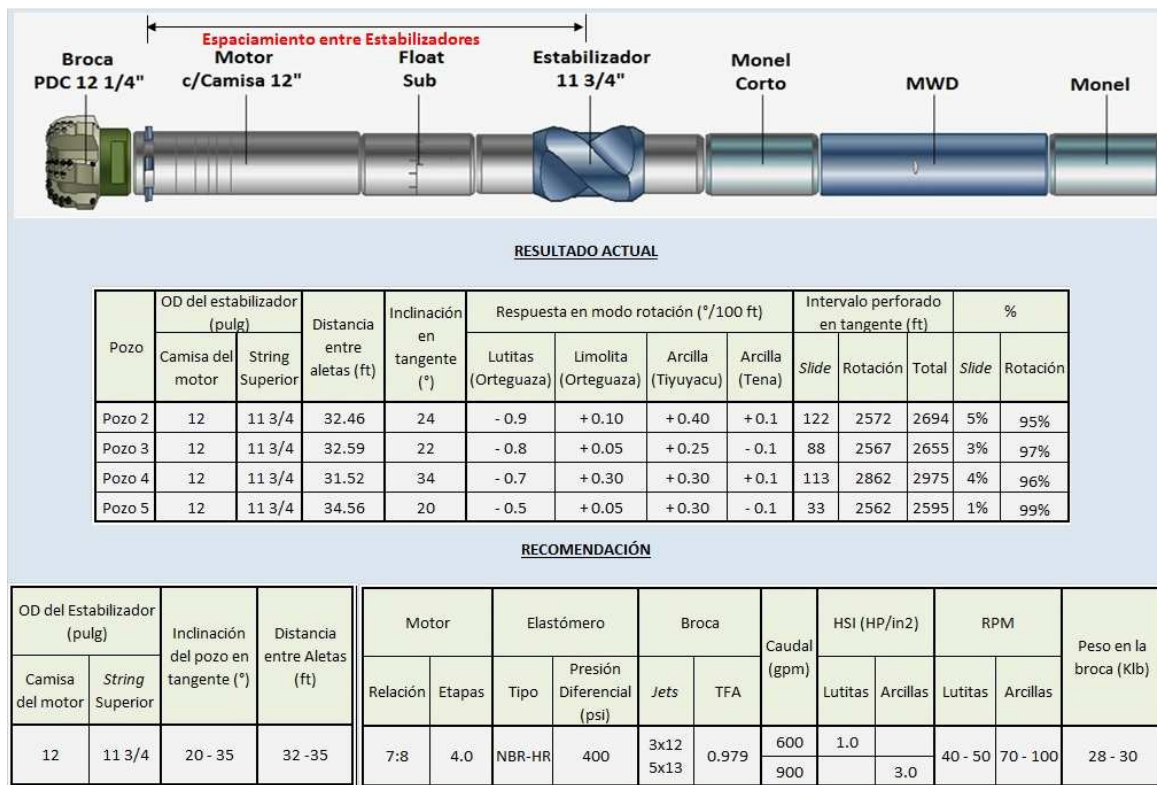 Espaciamiento entre Estabilizadores
Broca
PDC 12 1/4"
Motor
c/Camisa 12"
Float
Sub
Estabilizador
11 3/4"
Monel
Corto
MWD
Monel
RESULTADO ACTUAL
Pozo
OD del estabilizador
(pulg)
Camisa del
motor
String
Superior
Distancia
entre
aletas (ft)
Inclinación
en
tangente
(°)
Respuesta en modo rotación (°/100 ft)
Lutitas
(Orteguaza)
Limolita
(Orteguaza)
Arcilla
(Tiyuyacu)
Arcilla
(Tena)
Intervalo perforado
en tangente (ft)
Slide Rotación Total
%
Slide Rotación
Pozo 2 12 11 3/4 32.46 24 - 0.9 + 0.10 + 0.40 + 0.1 122 2572 2694 5% 95%
Pozo 3 12 11 3/4 32.59 22 - 0.8 + 0.05 + 0.25 - 0.1 88 2567 2655 3% 97%
Pozo 4 12 11 3/4 31.52 34 - 0.7 + 0.30 + 0.30 + 0.1 113 2862 2975 4% 96%
Pozo 5 12 11 3/4 34.56 20 - 0.5 + 0.05 + 0.30 - 0.1 33 2562 2595 1% 99%
RECOMENDACIÓN
OD del Estabilizador
(pulg)
Camisa
del motor
String
Superior
Inclinación
del pozo en
tangente (°)
Distancia
entre Aletas
(ft)
12 11 3/4 20 - 35 32 -35
Motor
Relación Etapas
Elastómero
Tipo
Presión
Diferencial
(psi)
Broca
Jets TFA
Caudal
(gpm)
HSI (HP/in2)
Lutitas Arcillas
RPM
Lutitas Arcillas
Peso en la
broca (Klb)
7:8 4.0 NBR-HR 400
3x12
5x13
0.979
600 1.0
900 3.0
40 - 50 70 - 100 28 - 30